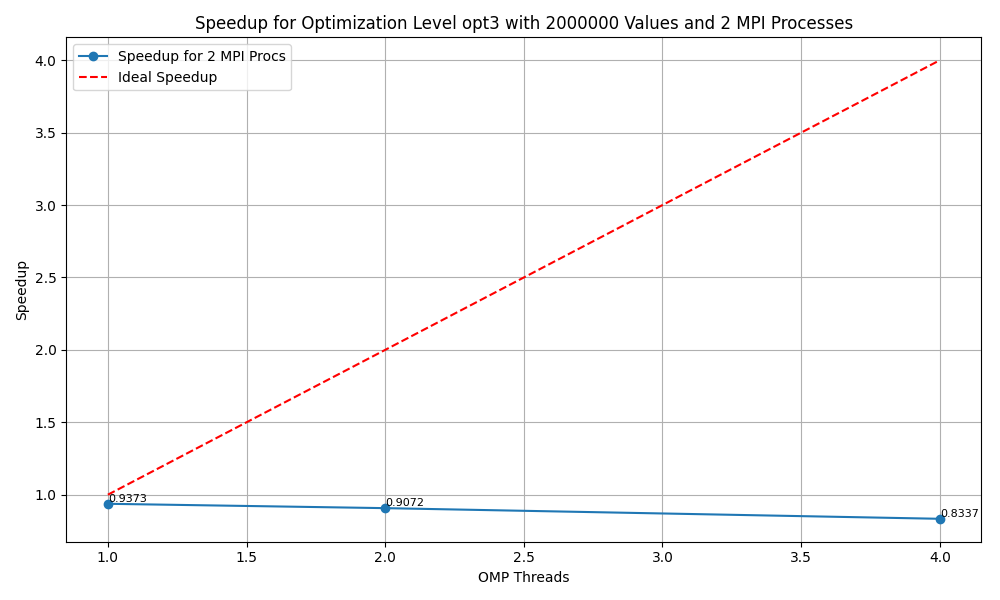 Speedup for Optimization Level opt3 with 2000000 Values and 2 MPI Processes
Speedup for 2 MPI Procs
Ideal Speedup
4.0
3.5
3.0
2.5
2.0
1.5
1.0
Speedup
0.9373
0.9072
0.8337
1.0 1.5 2.0 2.5 3.0 3.5 4.0
OMP Threads